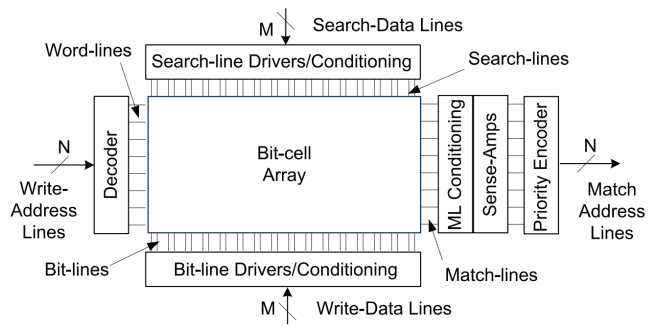 M
Search-Data Lines
Word-lines
Search-line Drivers/Conditioning
Search-lines
N
Write-
Address
Lines
Decoder
Bit-cell
Array
ML Conditioning
Sense-Amps
Priority Encoder
N
Match
Address
Lines
Bit-lines
Bit-line Drivers/Conditioning
Match-lines
M
Write-Data Lines